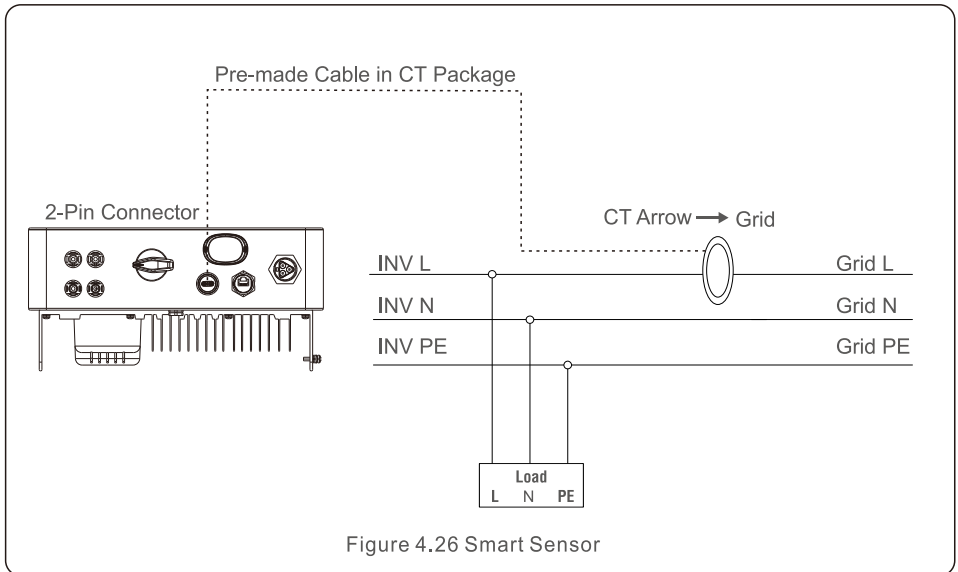 Pre-made Cable in CT Package
2-Pin Connector
CT Arrow → Grid
INV L
Grid L
INV N
Grid N
INV PE
Grid PE
Load
L N PE
Figure 4.26 Smart Sensor